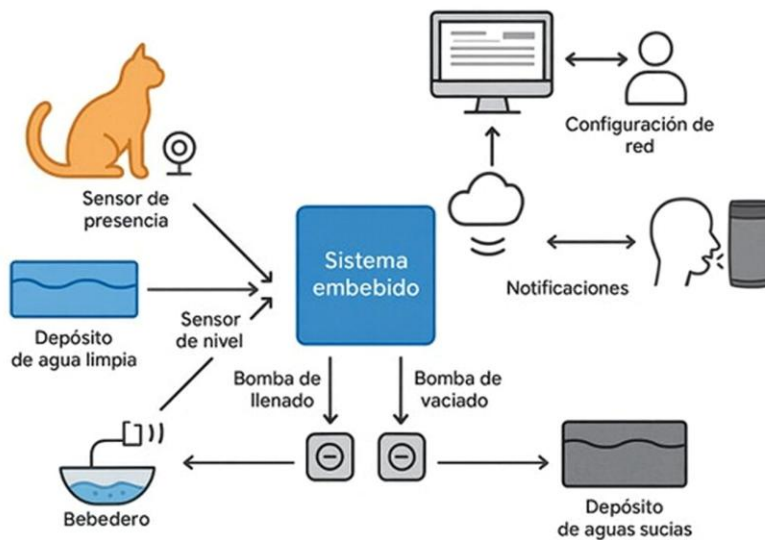 Sensor de
presencia
Configuración de
red
Sistema
embebido
Notificaciones
Depósito
de agua limpia
Sensor
de nivel
Bomba de
llenado
Bomba de
vaciado
Bebedero
Depósito
de aguas sucias